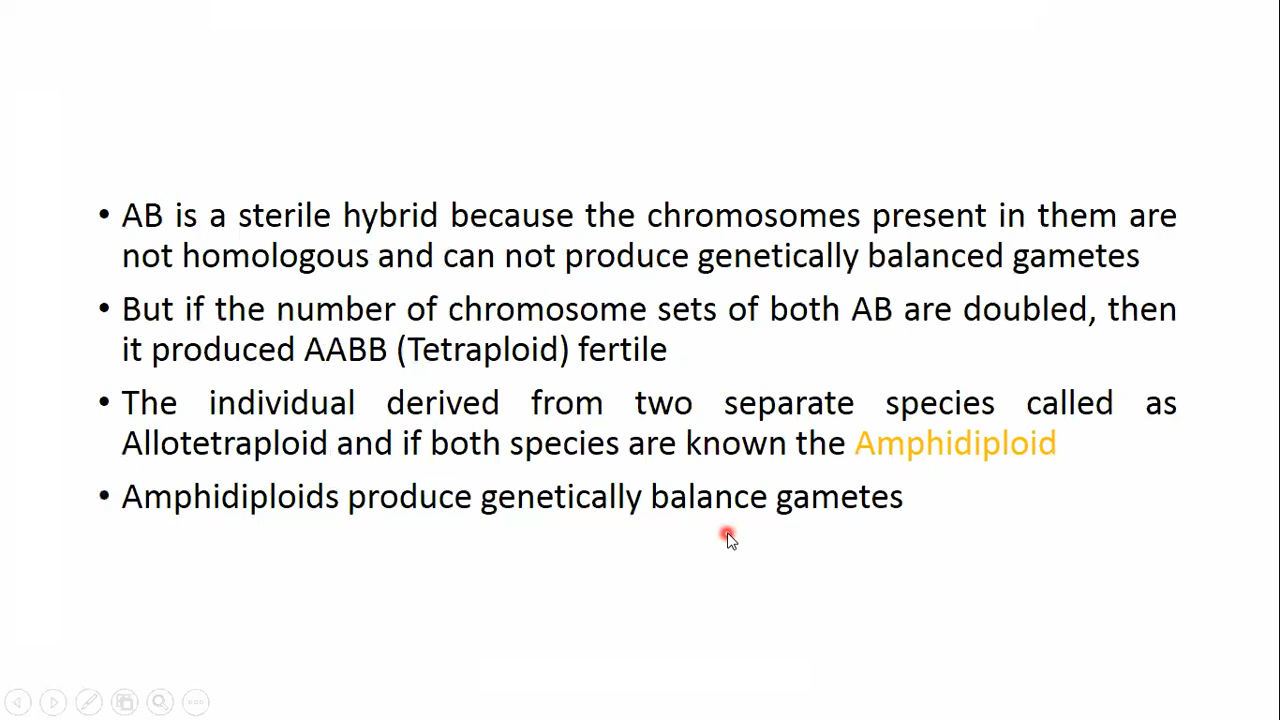 • AB is a sterile hybrid because the chromosomes present in them are
not homologous and can not produce genetically balanced gametes
• But if the number of chromosome sets of both AB are doubled, then
it produced AABB (Tetraploid) fertile
• The individual derived from two separate species called as
Allotetraploid and if both species are known the Amphidiploid
• Amphidiploids produce genetically balance gametes